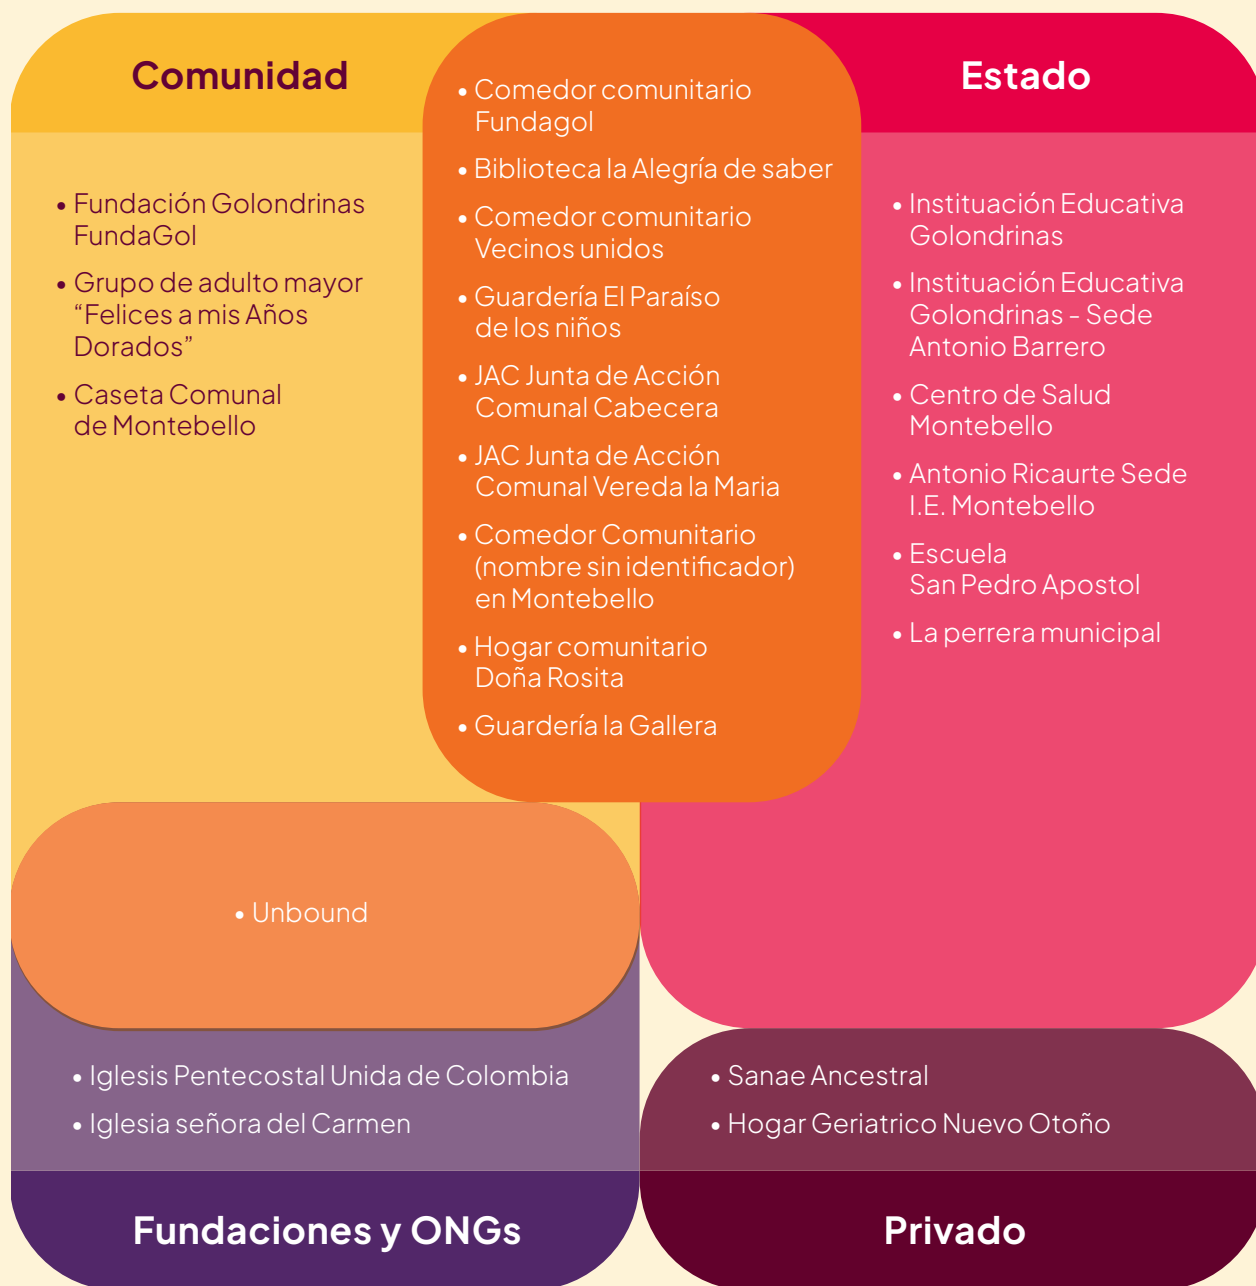 Comunidad
• Fundación Golondrinas
FundaGol
• Grupo de adulto mayor
“Felices a mis Años
Dorados”
• Caseta Comunal
de Montebello
• Comedor comunitario
Fundagol
• Biblioteca la Alegría de saber
• Comedor comunitario
Vecinos unidos
• Guardería El Paraíso
de los niños
• JAC Junta de Acción
Comunal Cabecera
• JAC Junta de Acción
Comunal Vereda la Maria
• Comedor Comunitario
(nombre sin identificador)
en Montebello
• Hogar comunitario
Doña Rosita
• Guardería la Gallera
Estado
• Instituación Educativa
Golondrinas
• Instituación Educativa
Golondrinas - Sede
Antonio Barrero
• Centro de Salud
Montebello
• Antonio Ricaurte Sede
I.E. Montebello
• Escuela
San Pedro Apostol
• La perrera municipal
• Unbound
• Iglesis Pentecostal Unida de Colombia
• Iglesia señora del Carmen
Fundaciones y ONGs
• Sanae Ancestral
• Hogar Geriatrico Nuevo Otoño
Privado